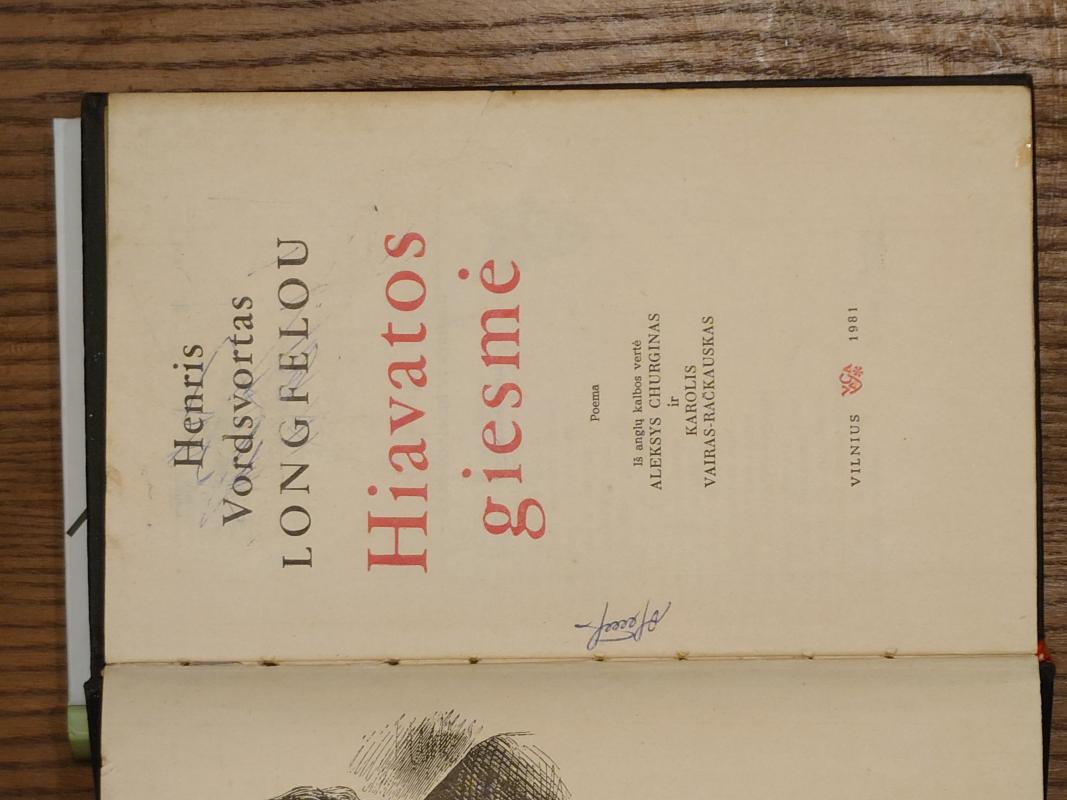 Henris
Vordsvortas
LONGFELOU
Hiavatos
giesmė
Poema
Iš anglų kalbos vertė
ALEKSYS CHURGINAS
ir
KAROLIS
VAIRAS-RAČKAUSKAS
VILNIUS 1981